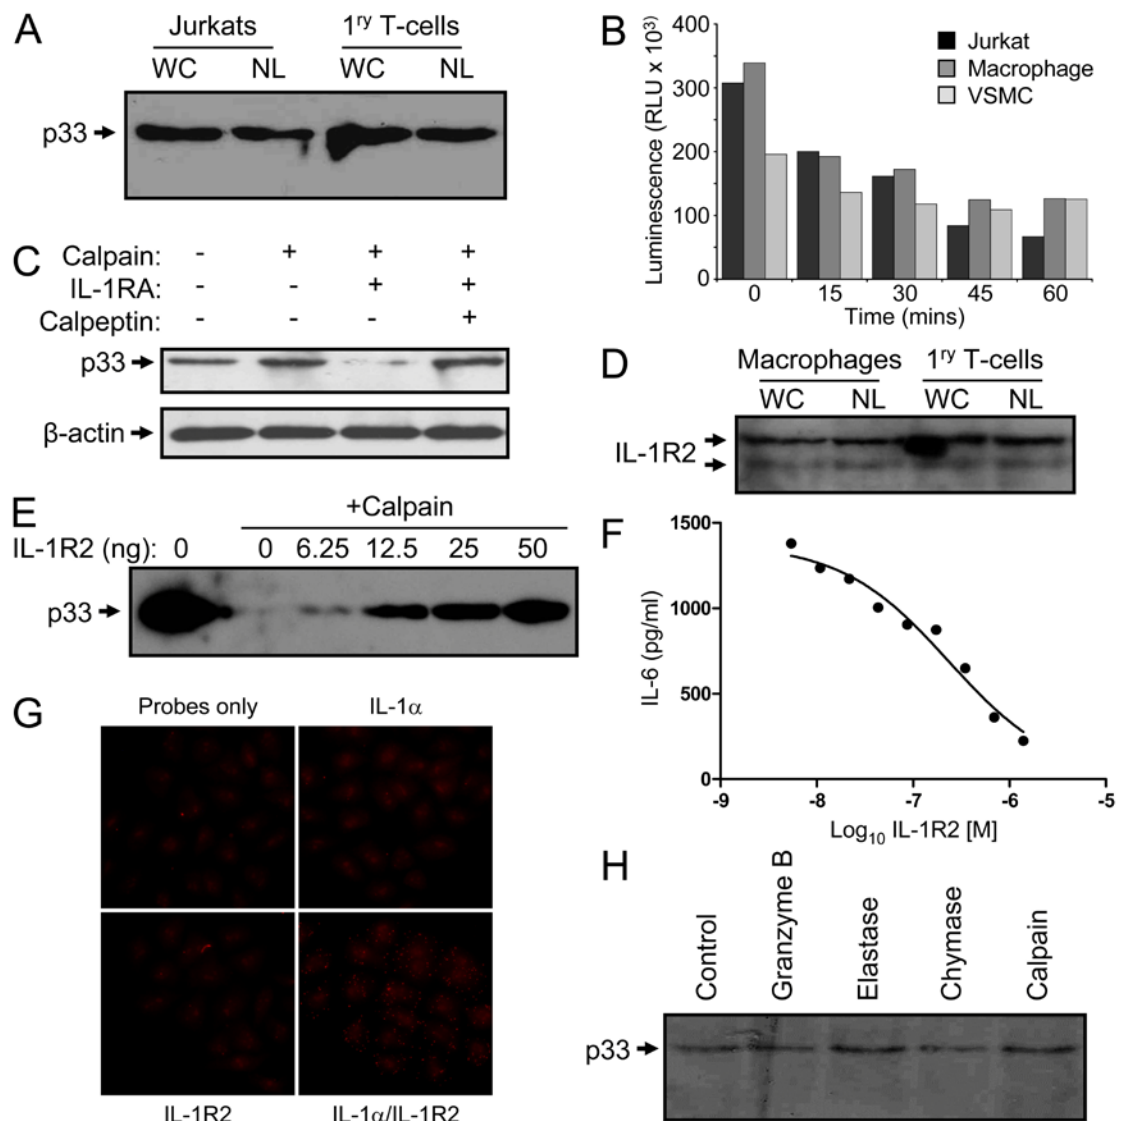 A
Jurkats 1ry T-cells
WC NL WC NL
p33
B
Luminescence (RLU x 10³)
400
300
200
100
0
Jurkat
Macrophage
VSMC
0 15 30 45 60
Time (mins)
C
Calpain: - + + +
IL-1RA: - - + +
Calpeptin: - - - +
p33
β-actin
D
Macrophages 1ry T-cells
WC NL WC NL
IL-1R2
E
+Calpain
IL-1R2 (ng): 0 0 6.25 12.5 25 50
p33
F
IL-6 (pg/ml)
1500
1000
500
0
-9 -8 -7 -6 -5
Log₁₀ IL-1R2 [M]
G
Probes only IL-1α
IL-1R2 IL-1α/IL-1R2
H
Control Granzyme B Elastase Chymase Calpain
p33